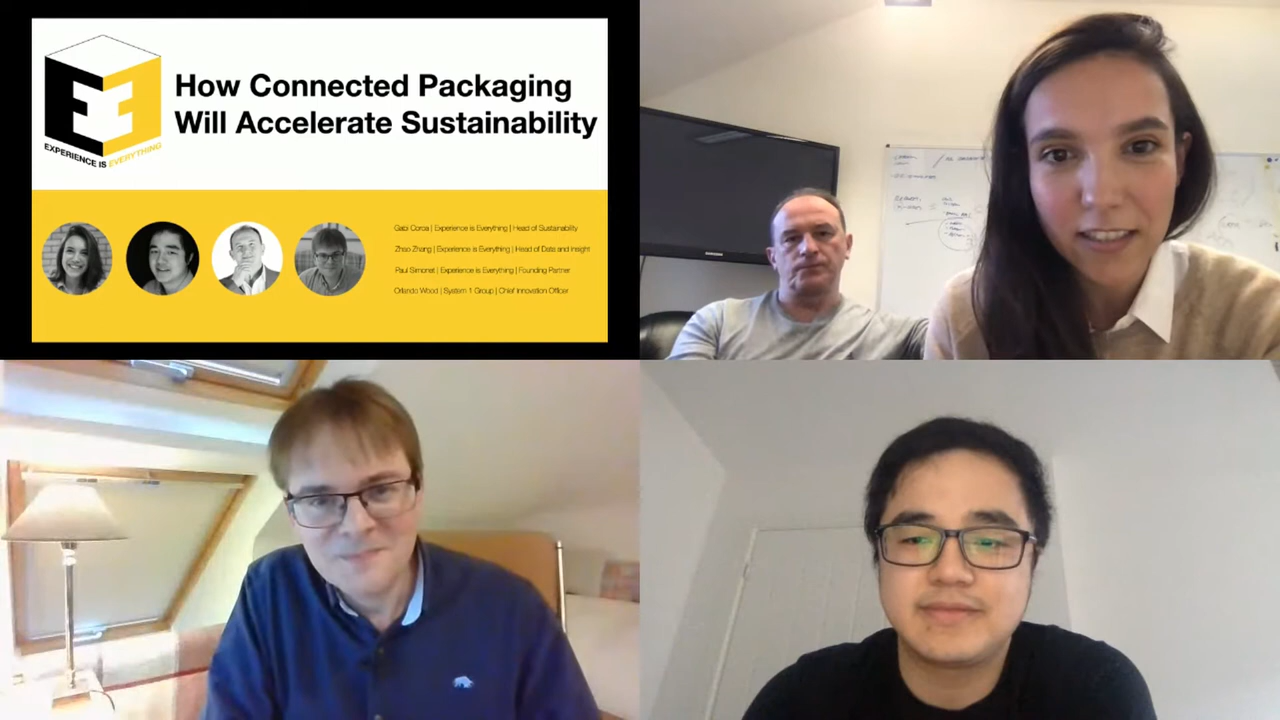 How Connected Packaging
Will Accelerate Sustainability
EXPERIENCE IS EVERYTHING
Gabi Coroa | Experience is Everything | Head of Sustainability
Zhao Zhang | Experience is Everything | Head of Data and Insight
Paul Simonet | Experience is Everything | Founding Partner
Orlando Wood | System 1 Group | Chief Innovation Officer
SAMSUNG